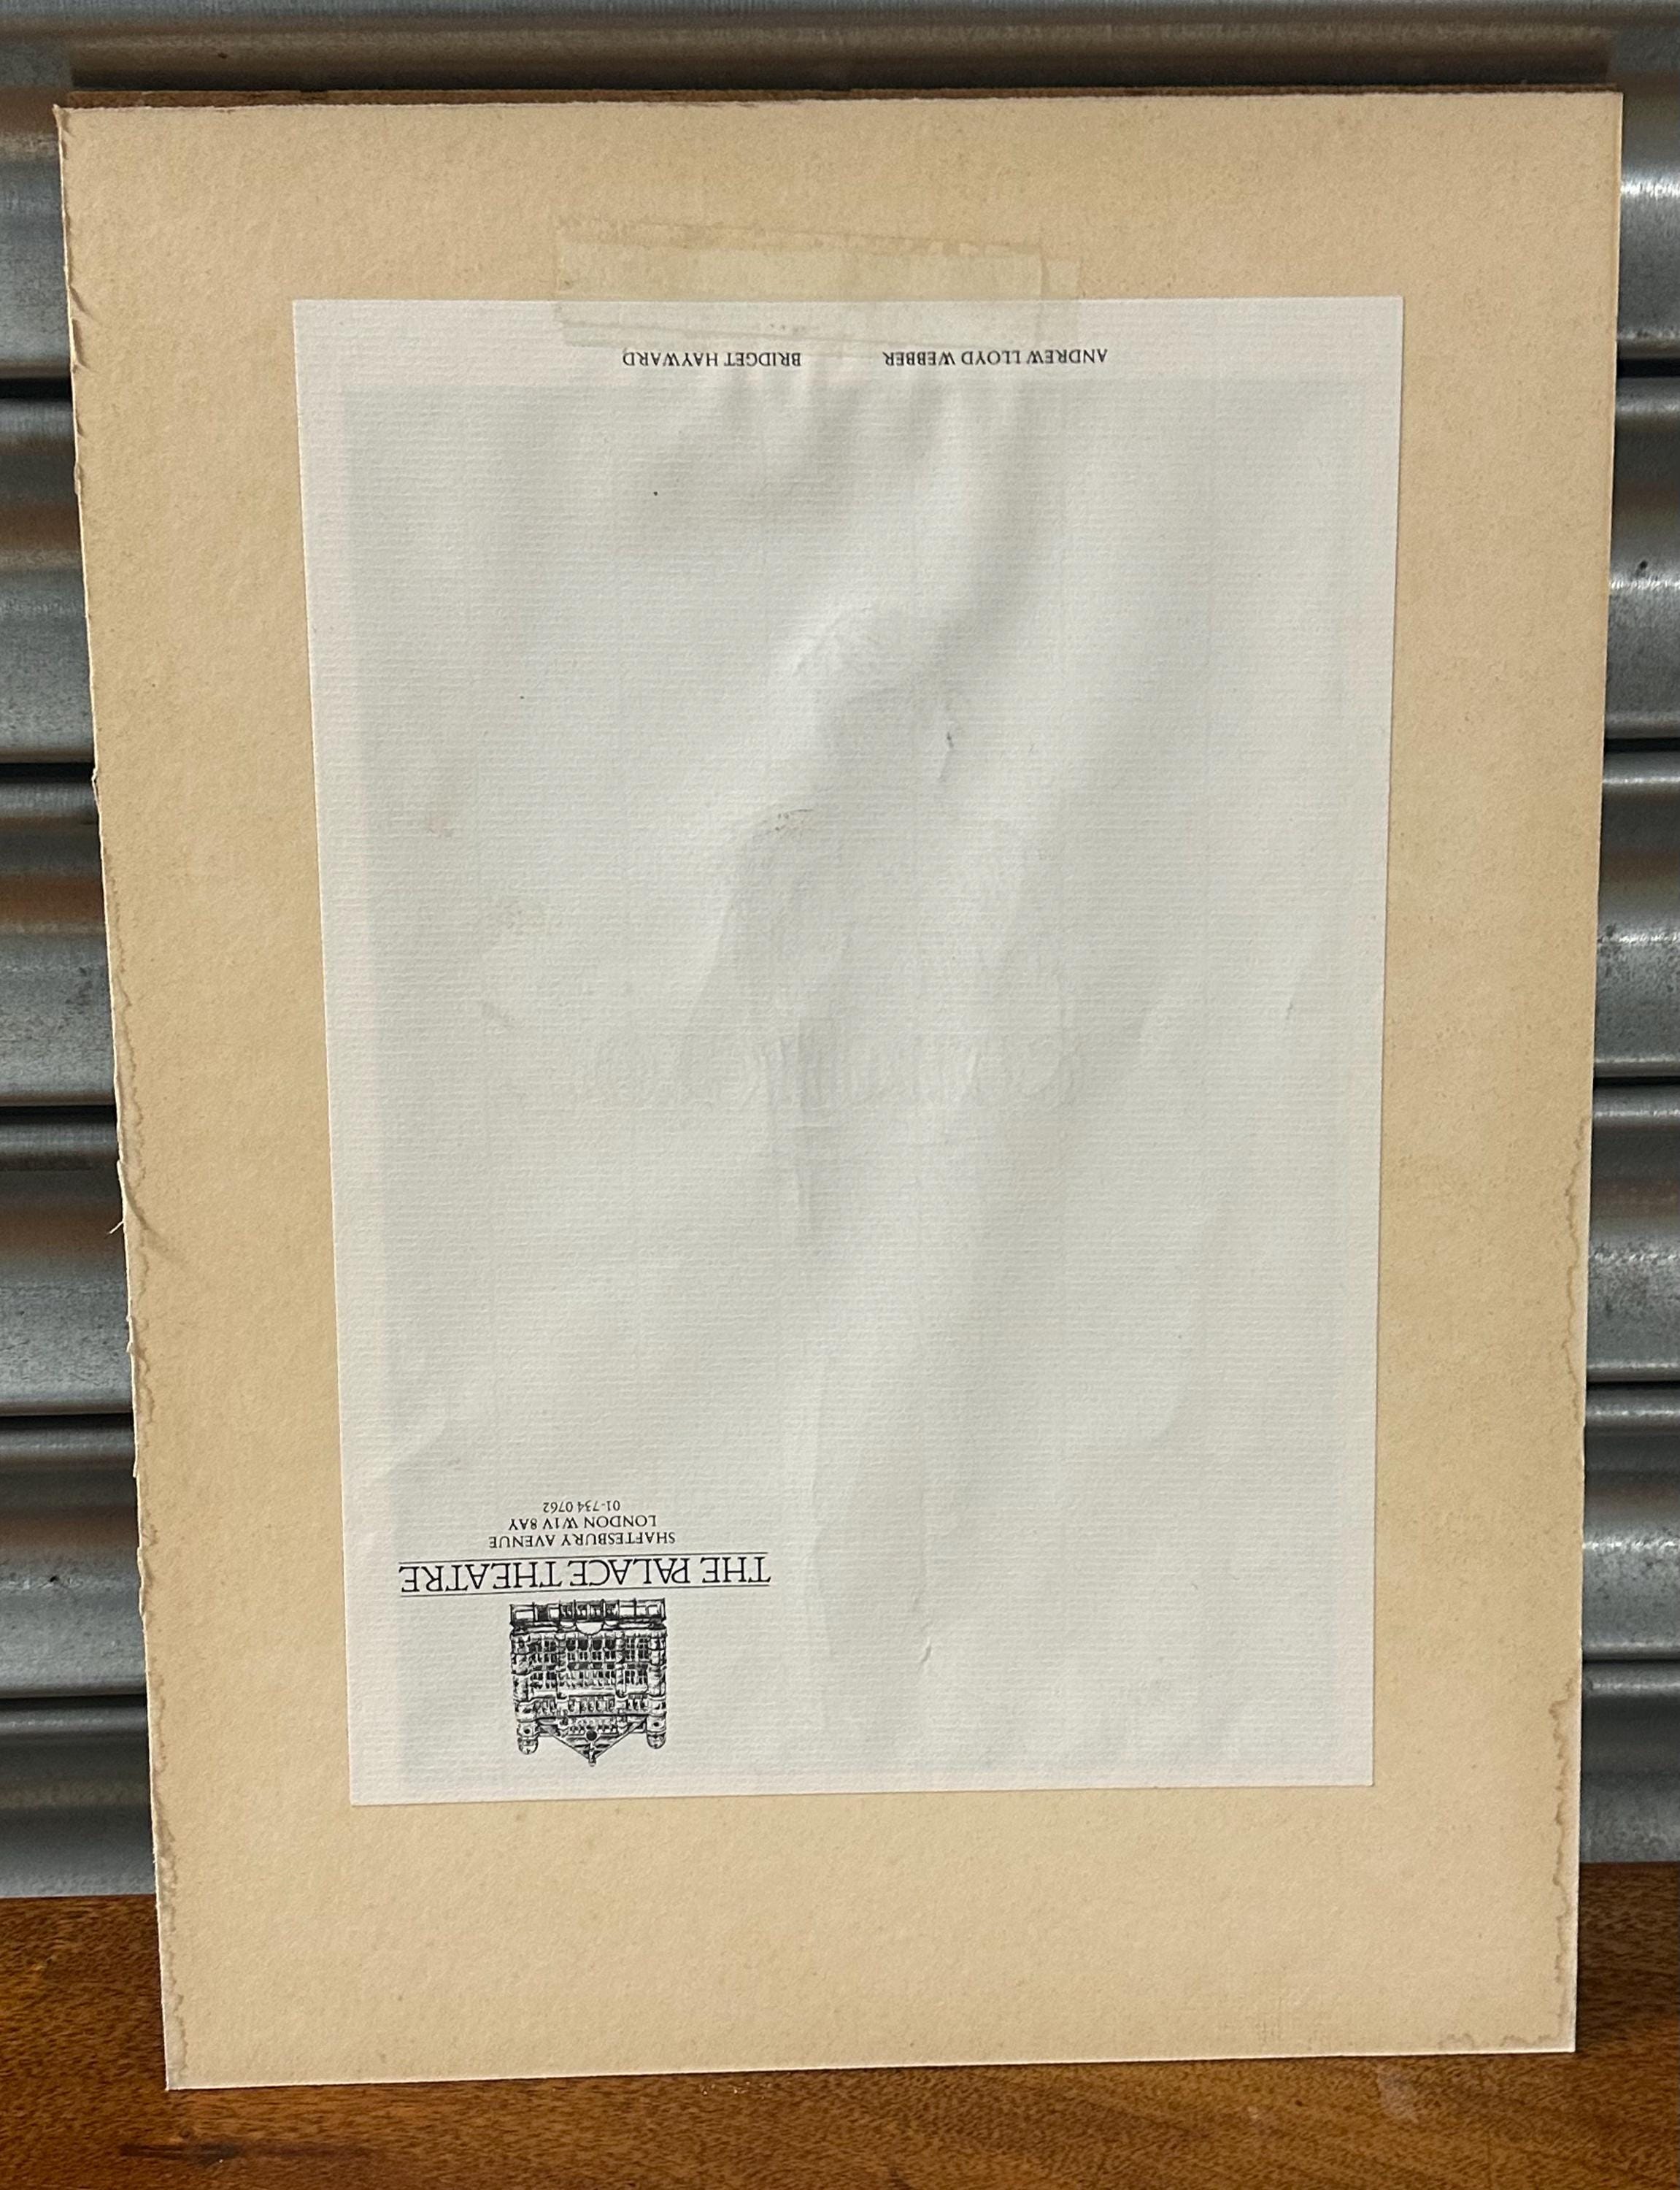 THE PALACE THEATRE
SHAFTESBURY AVENUE
LONDON W1V 8AY
01-734 0762
ANDREW LLOYD WEBBER BRIDGET HAYWARD